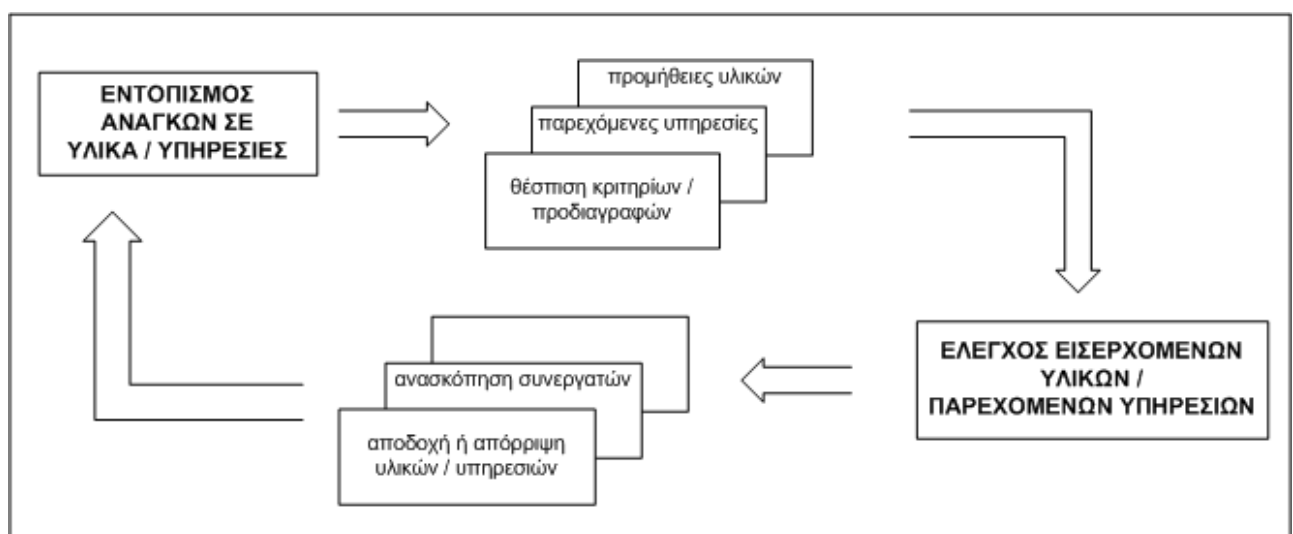 ΕΝΤΟΠΙΣΜΟΣ
ΑΝΑΓΚΩΝ ΣΕ
ΥΛΙΚΑ / ΥΠΗΡΕΣΙΕΣ
προμήθειες υλικών
παρεχόμενες υπηρεσίες
θέσπιση κριτηρίων /
προδιαγραφών
ΕΛΕΓΧΟΣ ΕΙΣΕΡΧΟΜΕΝΩΝ
ΥΛΙΚΩΝ /
ΠΑΡΕΧΟΜΕΝΩΝ ΥΠΗΡΕΣΙΩΝ
ανασκόπηση συνεργατών
αποδοχή ή απόρριψη
υλικών / υπηρεσιών